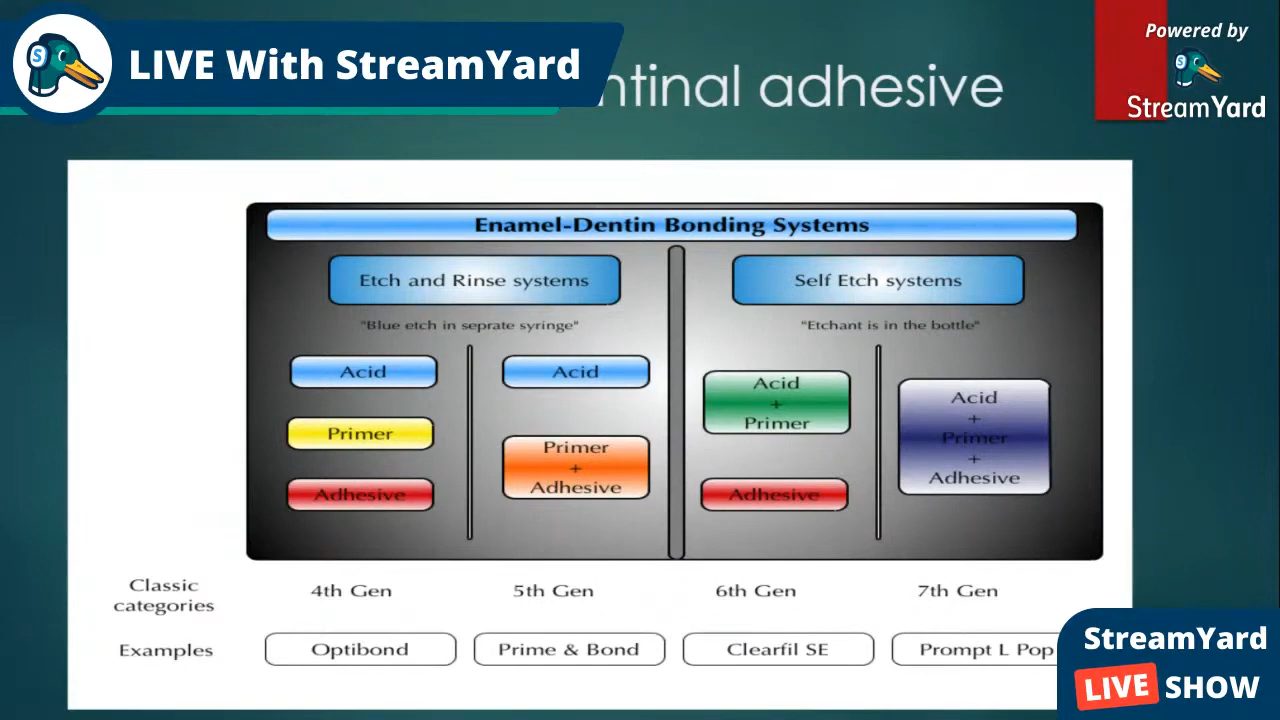 LIVE With StreamYard
ntinal adhesive
Powered by
StreamYard
Enamel-Dentin Bonding Systems
Etch and Rinse systems
Self Etch systems
"Blue etch in seprate syringe"
"Etchant is in the bottle"
Acid
Primer
Adhesive
Acid
Primer
+
Adhesive
Acid
+
Primer
Adhesive
Acid
+
Primer
+
Adhesive
Classic
categories
4th Gen
5th Gen
6th Gen
7th Gen
Examples
Optibond
Prime & Bond
Clearfil SE
Prompt L Pop
StreamYard
LIVE SHOW